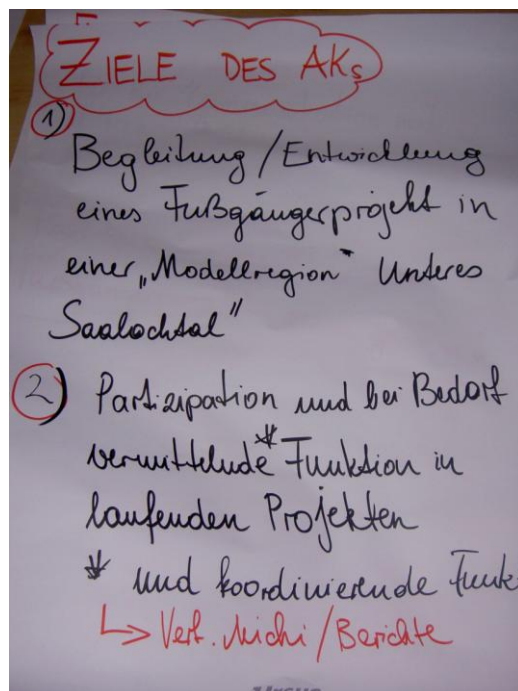 ZIELE DES AKs
1)
Begleitung / Entwicklung
eines Fußgängerprojekt in
einer „Modellregion" Unteres
Saalachtal"
2) Partizipation und bei Bedarf
vermittelnde * Funktion in
laufenden Projekten
* und koordinierende Funk
↳ Vert. Michi / Berichte